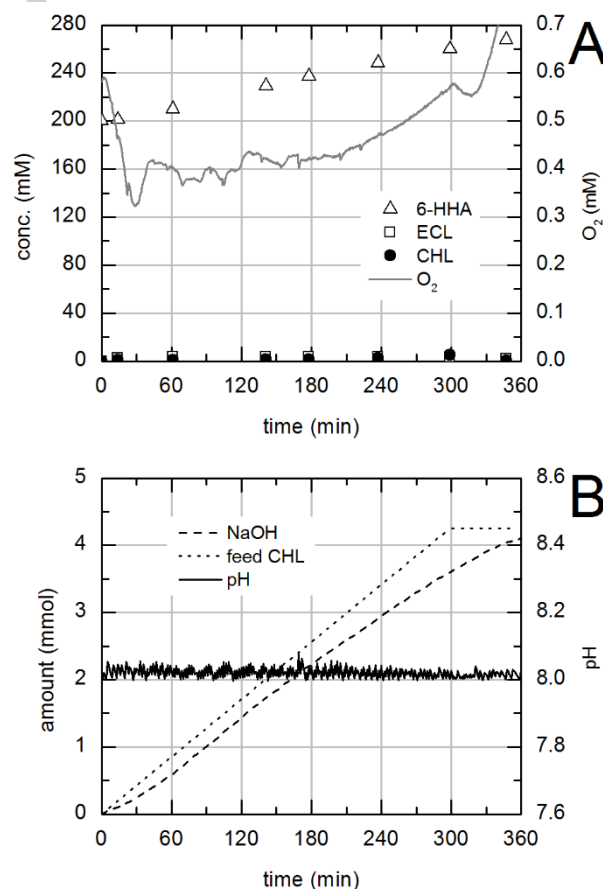 A
280
240
200
160
120
80
40
0
conc. (mM)
0.7
0.6
0.5
0.4
0.3
0.2
0.1
0.0
O₂ (mM)
6-HHA
ECL
CHL
O₂
0 60 120 180 240 300 360
time (min)
B
5
4
3
2
1
0
amount (mmol)
8.6
8.4
8.2
8.0
7.8
7.6
pH
NaOH
feed CHL
pH
0 60 120 180 240 300 360
time (min)